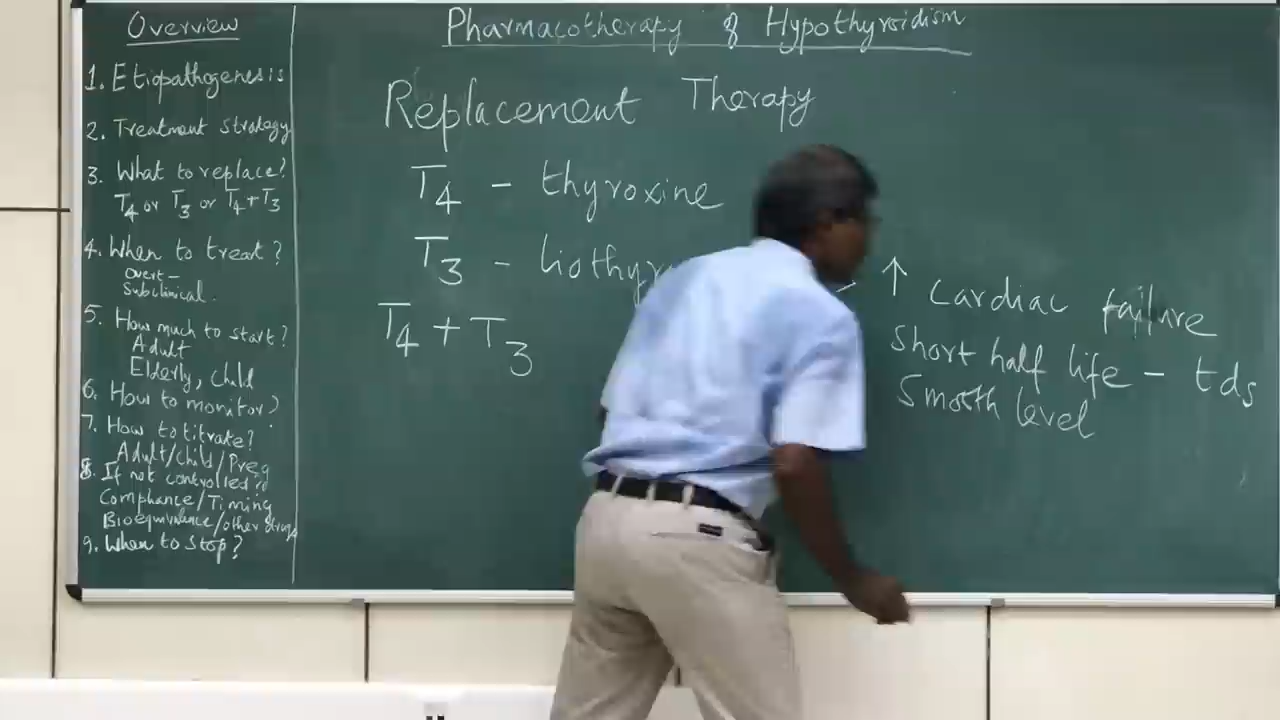 Overview
1. Etiopathogenesis
2. Treatment strategy
3. What to replace?
T4 or T3 or T4+T3
4. When to treat?
Overt -
Subclinical.
5. How much to start?
Adult
Elderly, child
6. How to monitor?
7. How to titrate?
Adult/child/Preg
8. If not controlled?
Compliance/Timing
Bioequivalence/other drugs
9. When to stop?
Pharmacotherapy of Hypothyroidism
Replacement Therapy
T4 - thyroxine
T3 -
T4 + T3
↑ Cardiac failure
Short half life - tds
Smooth level